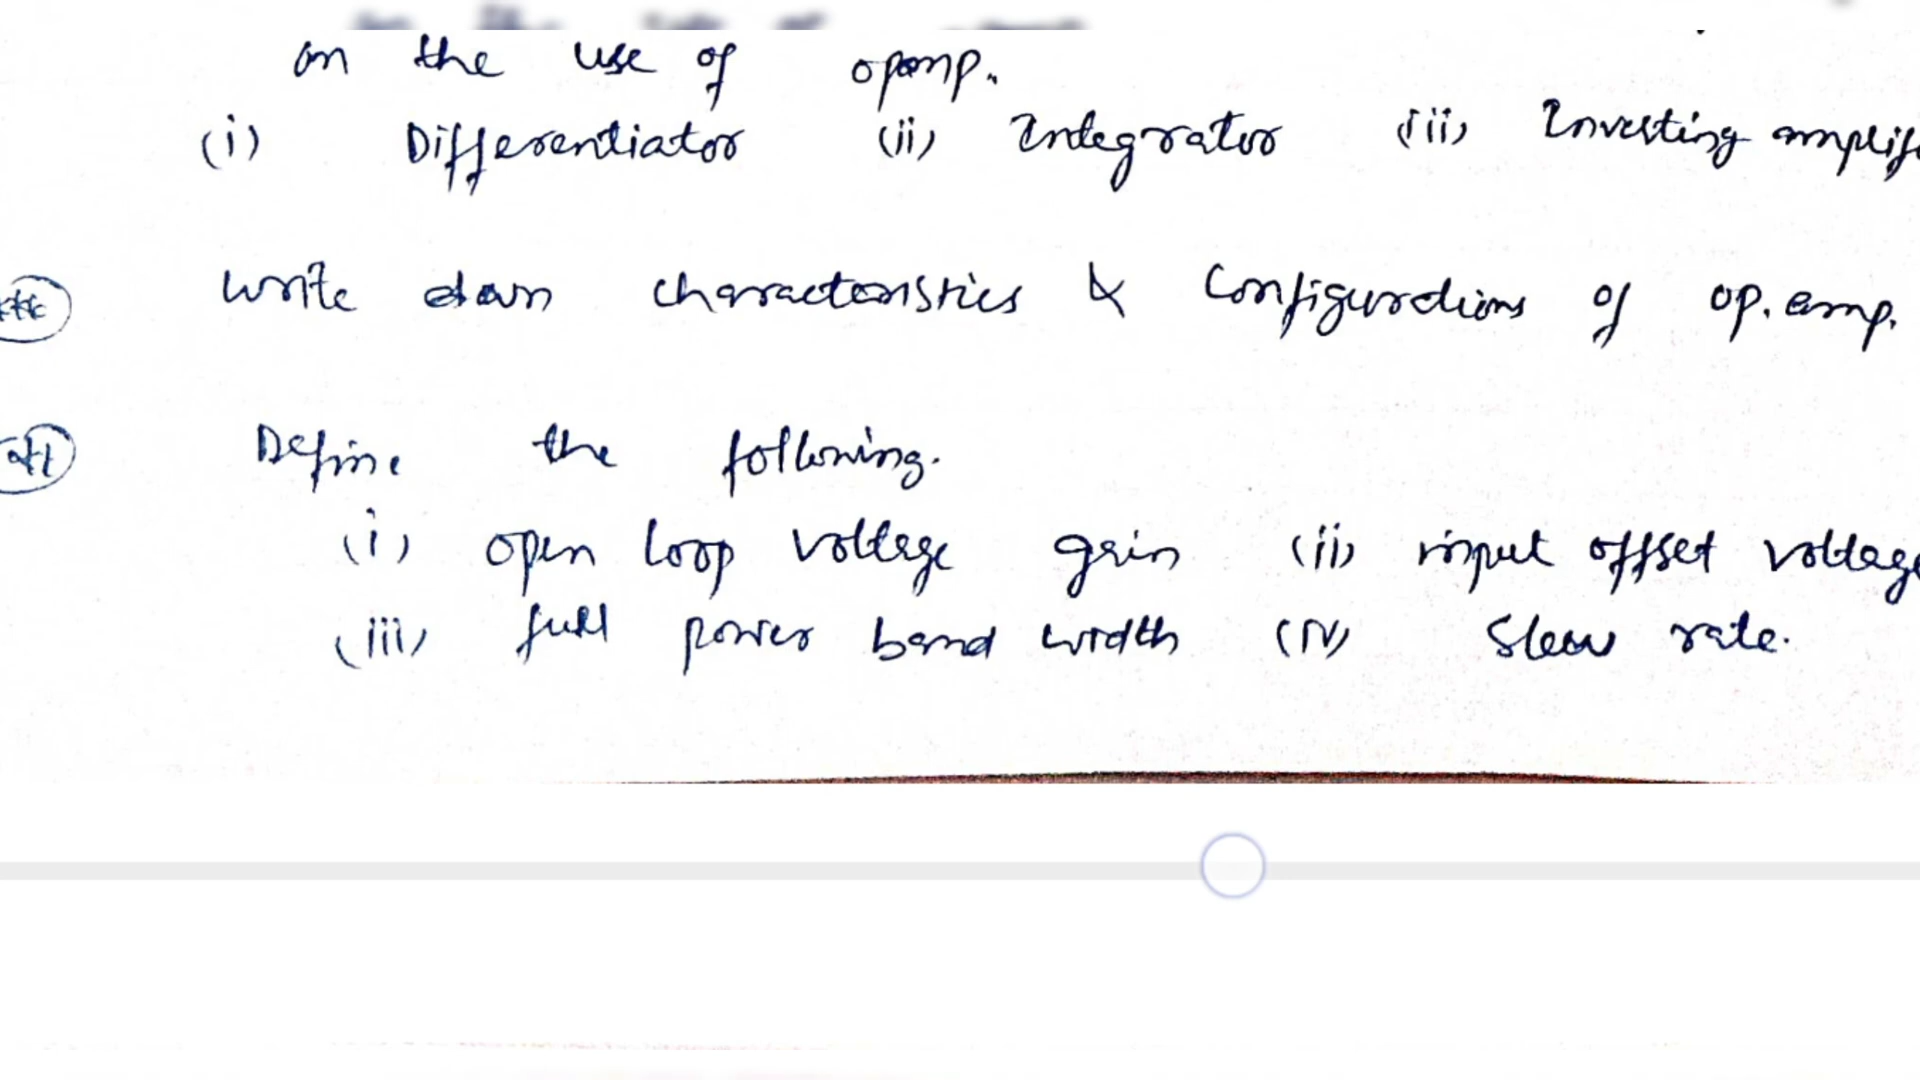 on the use of opamp.
(i) Differentiator (ii) Integrator (iii) Inverting amplif
write down characteristics & Configurations of op.amp.
Define the following.
(i) open loop voltage gain (ii) input offset voltage
(iii) full power band width (iv) Slew rate.